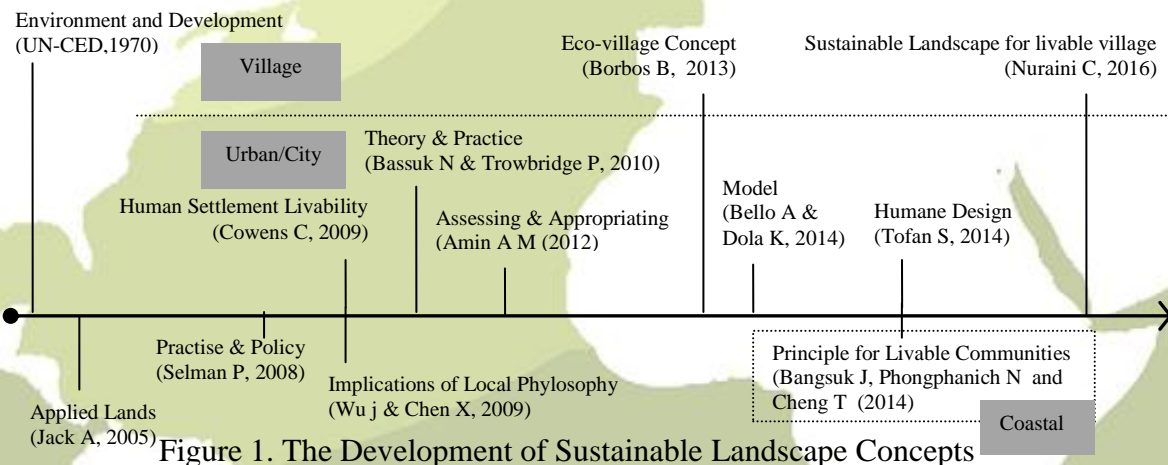 Environment and Development
(UN-CED,1970)
Village
Eco-village Concept
(Borbos B, 2013)
Sustainable Landscape for livable village
(Nuraini C, 2016)
Urban/City
Theory & Practice
(Bassuk N & Trowbridge P, 2010)
Human Settlement Livability
(Cowens C, 2009)
Assessing & Appropriating
(Amin A M (2012)
Model
(Bello A &
Dola K, 2014)
Humane Design
(Tofan S, 2014)
Applied Lands
(Jack A, 2005)
Practise & Policy
(Selman P, 2008)
Implications of Local Phylosophy
(Wu j & Chen X, 2009)
Principle for Livable Communities
(Bangsuk J, Phongphanich N and
Cheng T (2014)
Coastal
Figure 1. The Development of Sustainable Landscape Concepts